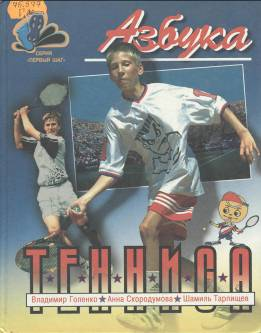 СЕРИЯ
«ПЕРВЫЙ ШАГ»
Азбука
ТЕННИСА
Владимир Голенко ★ Анна Скородумова ★ Шамиль Тарпищев